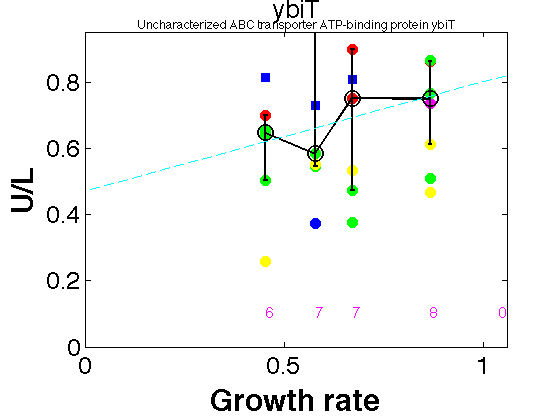 ybiT
Uncharacterized ABC transporter ATP-binding protein ybiT
U/L
0.8
0.6
0.4
0.2
0
6 7 7 8 0
0 0.5 1
Growth rate